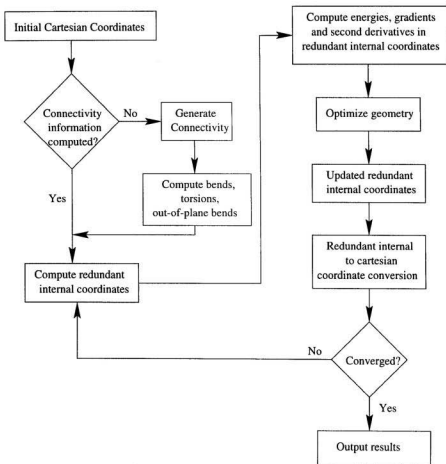 Initial Cartesian Coordinates
Connectivity
information
computed?
No
Yes
Generate
Connectivity
Compute bends,
torsions,
out-of-plane bends
Compute redundant
internal coordinates
Compute energies, gradients
and second derivatives in
redundant internal coordinates
Optimize geometry
Updated redundant
internal coordinates
Redundant internal
to cartesian
coordinate conversion
No
Converged?
Yes
Output results